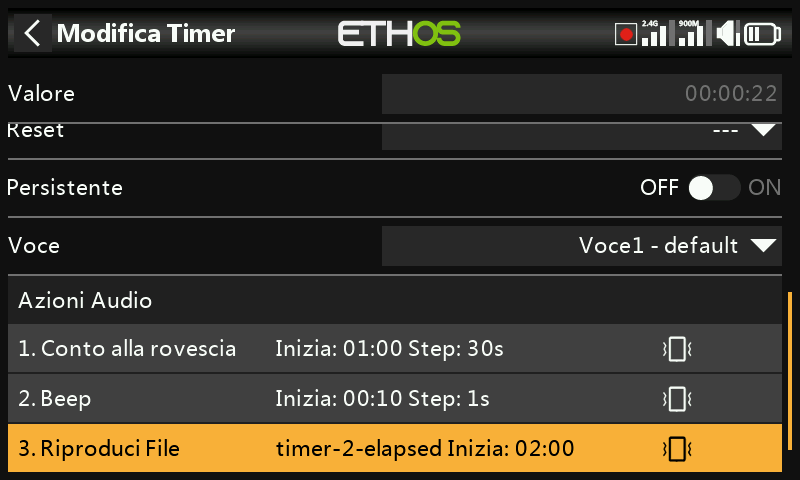 Modifica Timer ETHOS 2.4G 900M
Valore 00:00:22
Reset ---
Persistente OFF ON
Voce Voce1 - default
Azioni Audio
1. Conto alla rovescia Inizia: 01:00 Step: 30s
2. Beep Inizia: 00:10 Step: 1s
3. Riproduci File timer-2-elapsed Inizia: 02:00